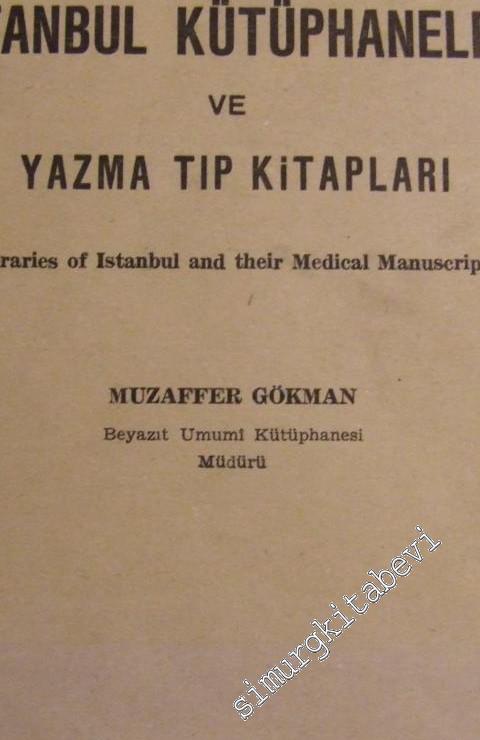 TANBUL KÜTÜPHANELE
VE
YAZMA TIP KİTAPLARI
raries of Istanbul and their Medical Manuscrip
MUZAFFER GÖKMAN
Beyazıt Umumî Kütüphanesi
Müdürü
simurgkitabevi